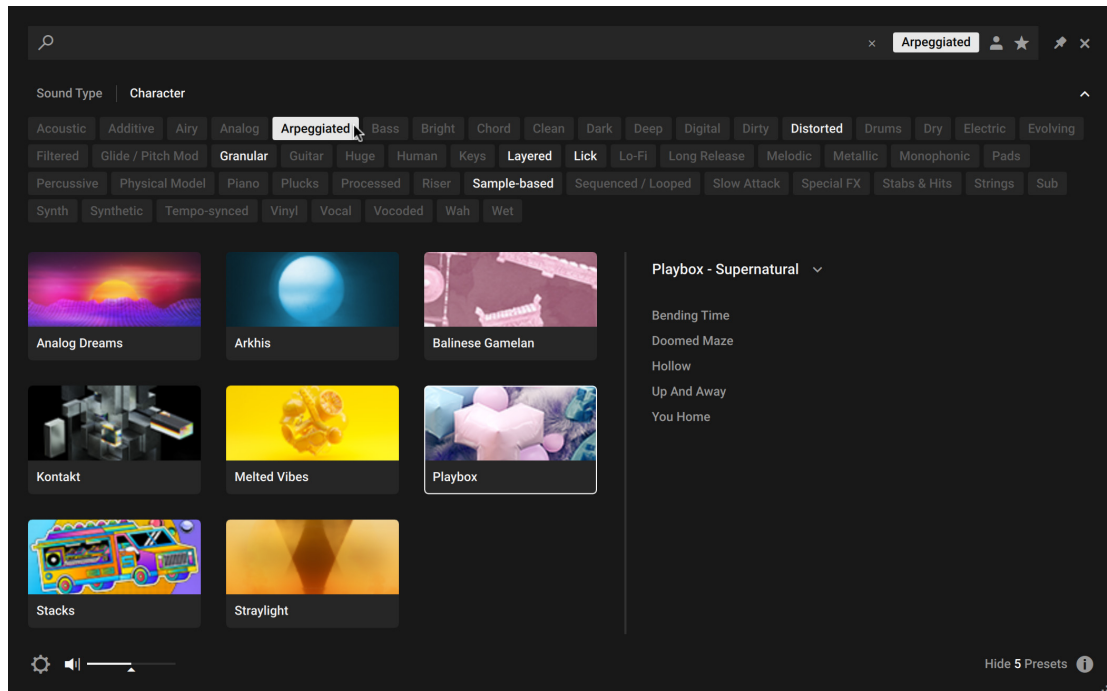 Arpeggiated
Sound Type Character
Acoustic Additive Airy Analog Arpeggiated Bass Bright Chord Clean Dark Deep Digital Dirty Distorted Drums Dry Electric Evolving
Filtered Glide / Pitch Mod Granular Guitar Huge Human Keys Layered Lick Lo-Fi Long Release Melodic Metallic Monophonic Pads
Percussive Physical Model Piano Plucks Processed Riser Sample-based Sequenced / Looped Slow Attack Special FX Stabs & Hits Strings Sub
Synth Synthetic Tempo-synced Vinyl Vocal Vocoded Wah Wet
Analog Dreams
Arkhis
Balinese Gamelan
Kontakt
Melted Vibes
Playbox
Stacks
Straylight
Playbox - Supernatural
Bending Time
Doomed Maze
Hollow
Up And Away
You Home
Hide 5 Presets